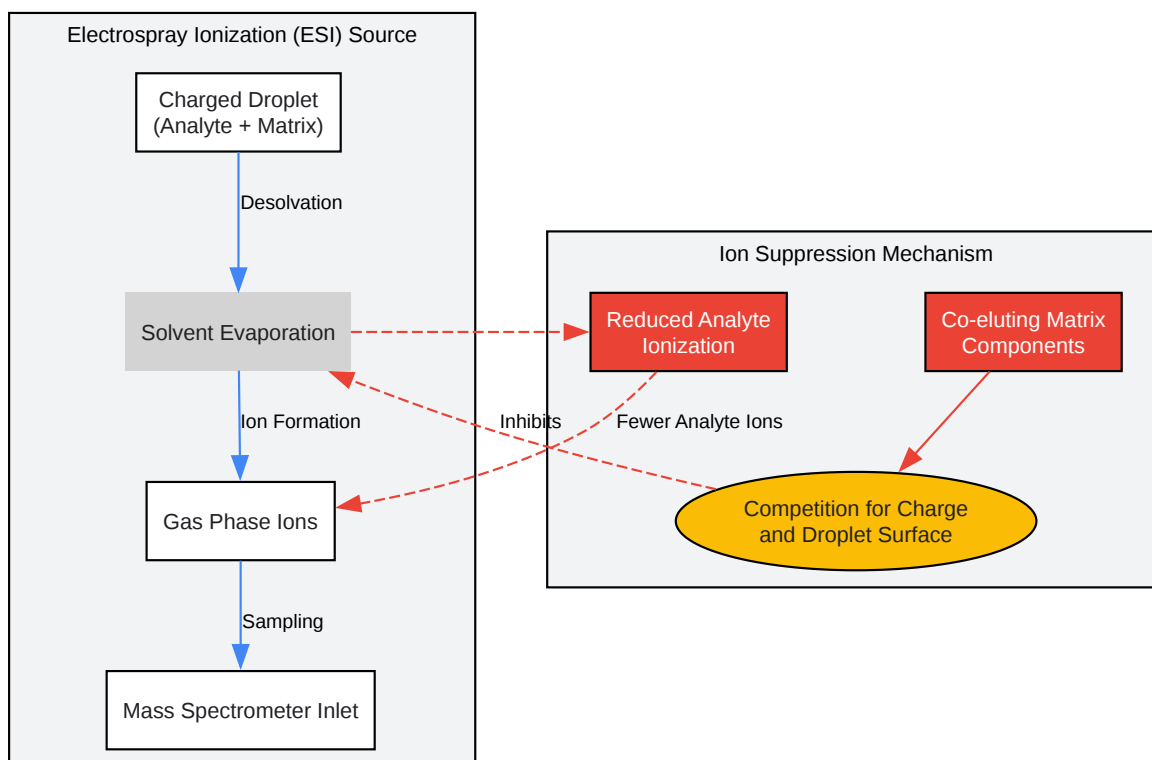 Electrospray Ionization (ESI) Source
Charged Droplet
(Analyte + Matrix)
Desolvation
Solvent Evaporation
Ion Formation
Gas Phase Ions
Sampling
Mass Spectrometer Inlet
Ion Suppression Mechanism
Reduced Analyte
Ionization
Co-eluting Matrix
Components
Inhibits
Fewer Analyte Ions
Competition for Charge
and Droplet Surface